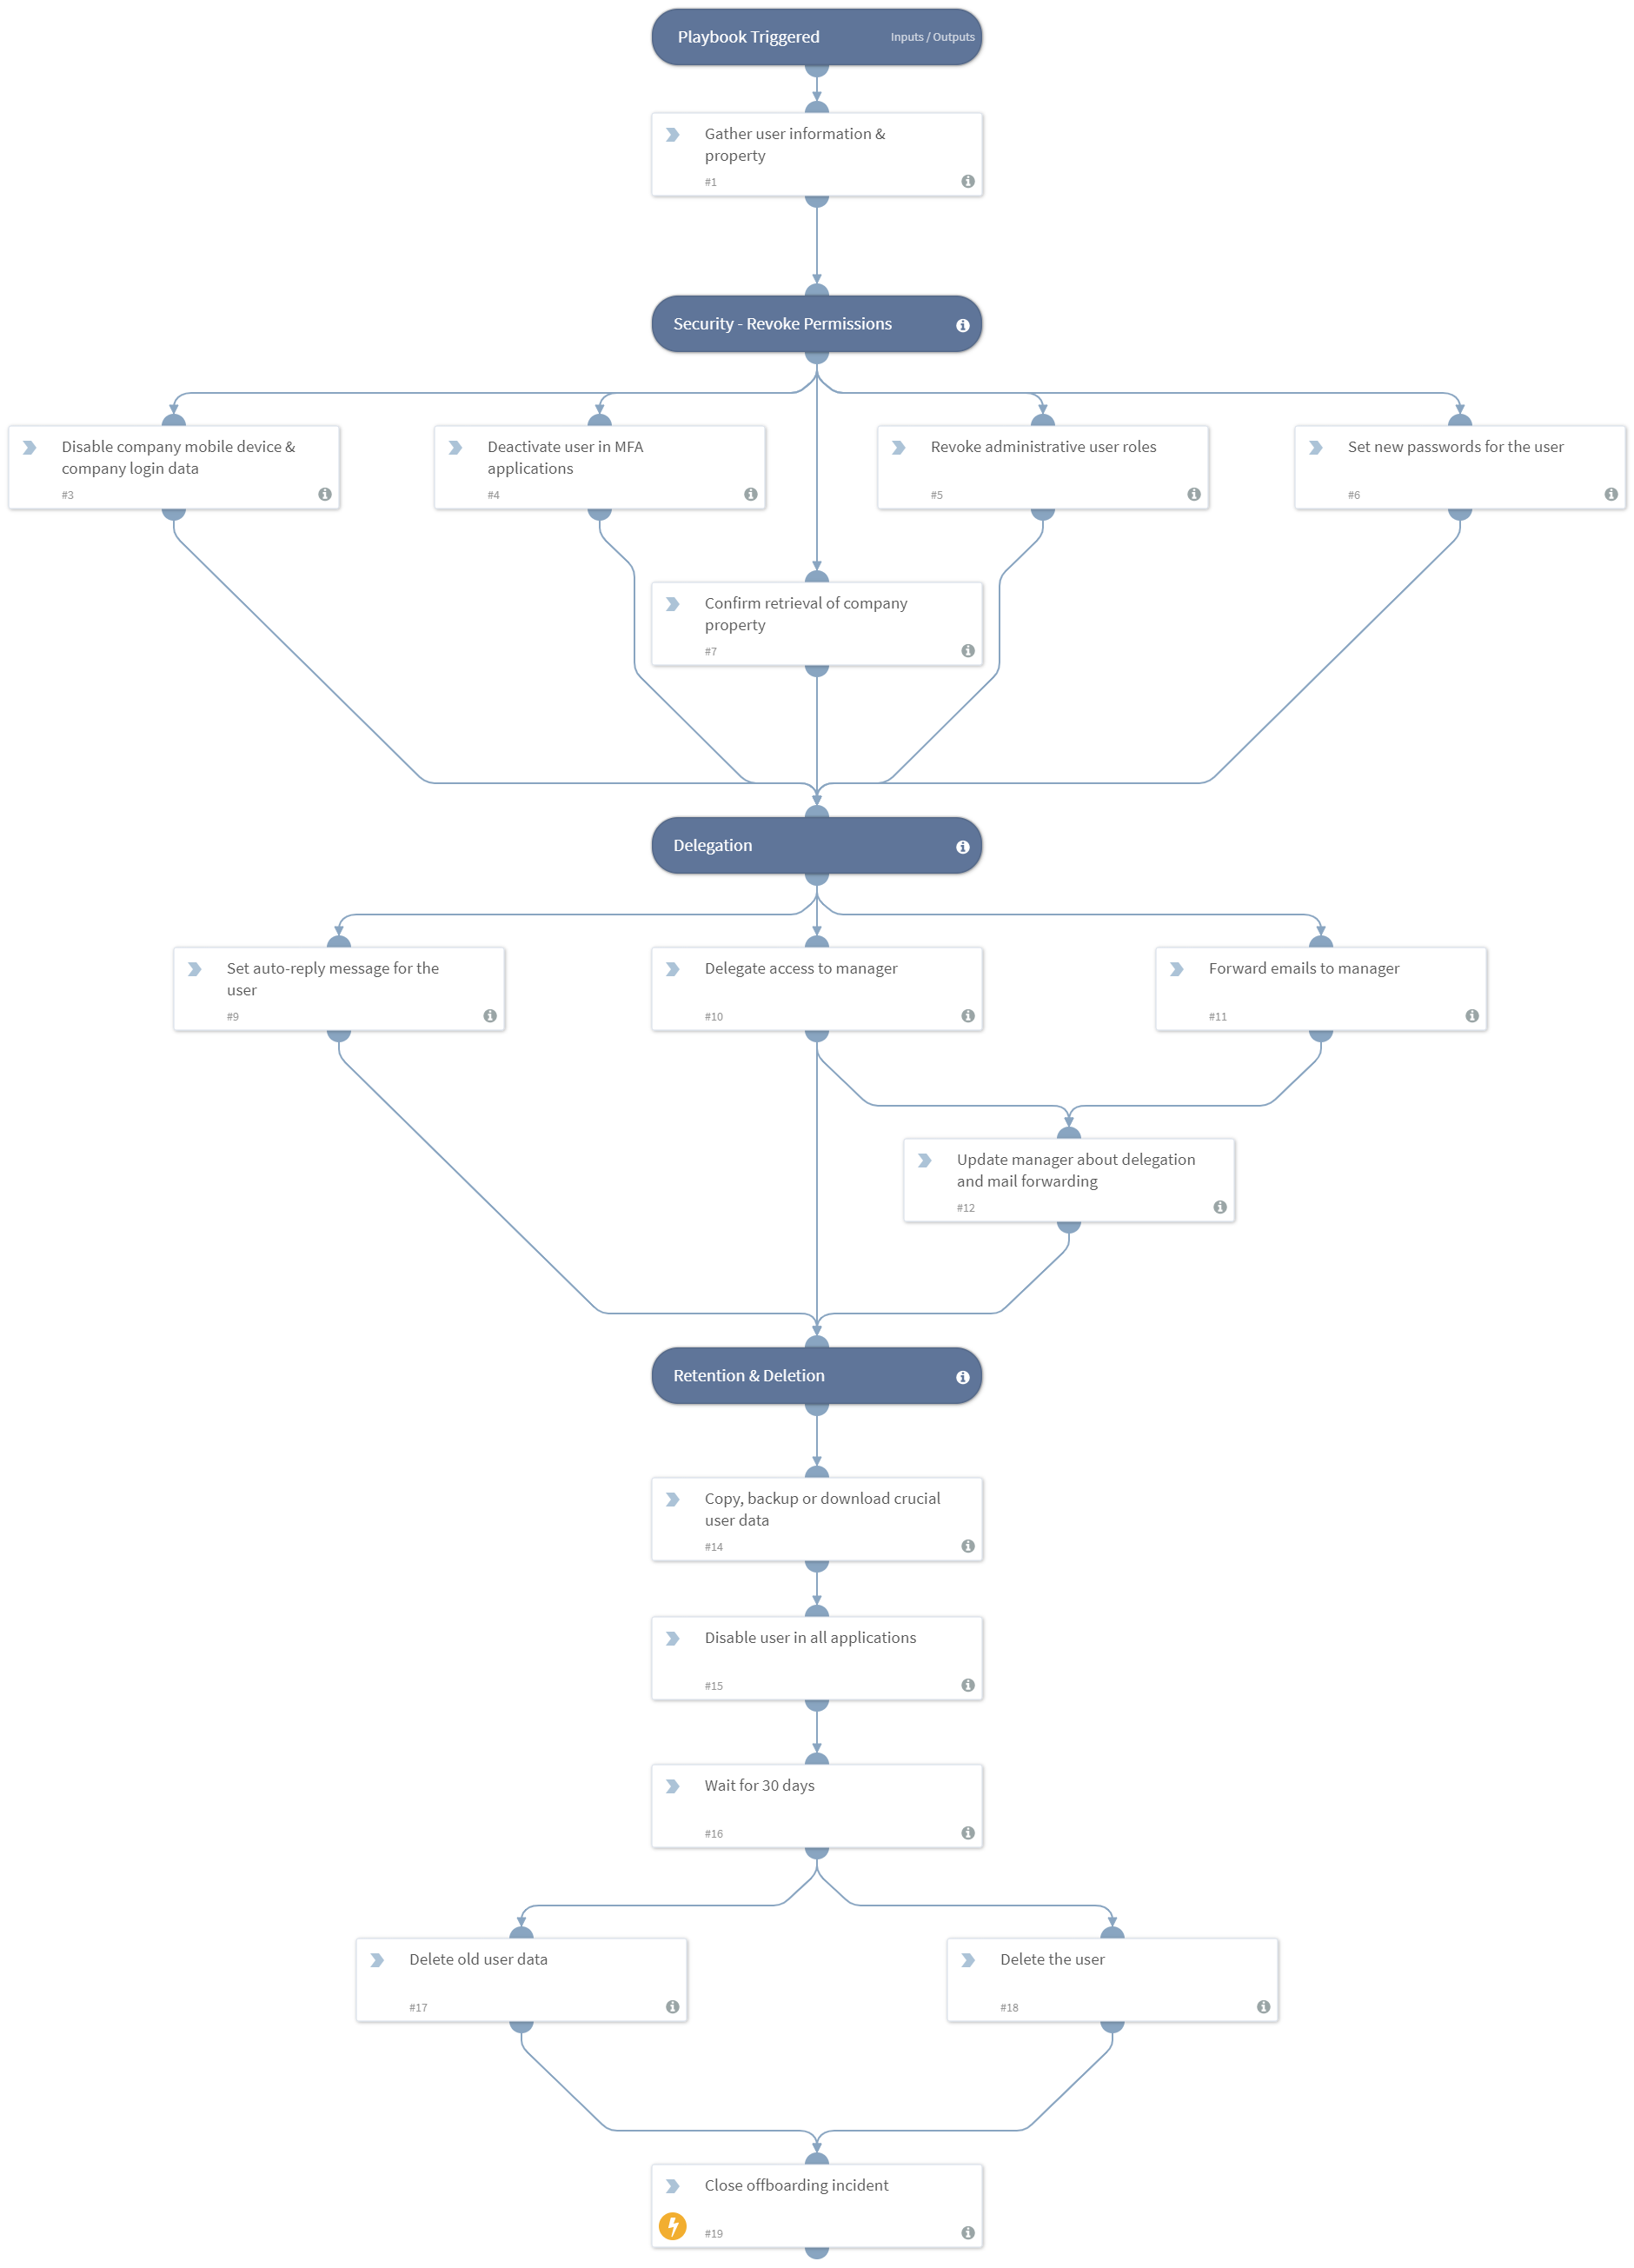 Playbook Triggered
Inputs / Outputs
Gather user information &
property
#1
Security - Revoke Permissions
Disable company mobile device &
company login data
#3
Deactivate user in MFA
applications
#4
Revoke administrative user roles
#5
Set new passwords for the user
#6
Confirm retrieval of company
property
#7
Delegation
Set auto-reply message for the
user
#9
Delegate access to manager
#10
Forward emails to manager
#11
Update manager about delegation
and mail forwarding
#12
Retention & Deletion
Copy, backup or download crucial
user data
#14
Disable user in all applications
#15
Wait for 30 days
#16
Delete old user data
#17
Delete the user
#18
Close offboarding incident
#19